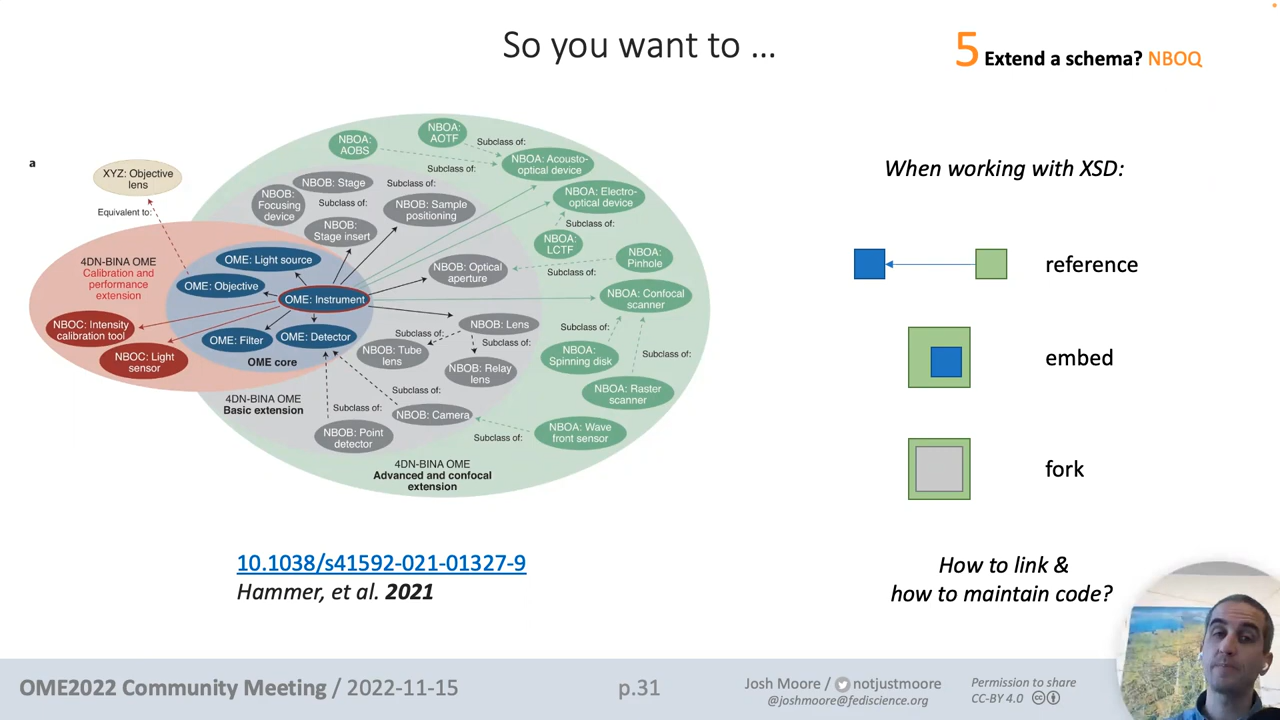 So you want to …
5 Extend a schema? NBOQ
a
XYZ: Objective
lens
Equivalent to:
4DN-BINA OME
Calibration and
performance
extension
NBOC: Intensity
calibration tool
NBOC: Light
sensor
OME: Light source
OME: Objective
OME: Instrument
OME: Filter
OME: Detector
OME core
4DN-BINA OME
Basic extension
NBOB: Stage
NBOB:
Focusing
device
Subclass of:
Subclass of:
NBOB:
Stage insert
NBOB: Sample
positioning
NBOB: Optical
aperture
NBOB: Lens
Subclass of:
Subclass of:
NBOB: Tube
lens
NBOB: Relay
lens
Subclass of:
Subclass of:
NBOB: Camera
NBOB: Point
detector
NBOA:
AOBS
NBOA:
AOTF
Subclass of:
Subclass of:
NBOA: Acousto-
optical device
NBOA: Electro-
optical device
Subclass of:
NBOA:
LCTF
NBOA:
Pinhole
Subclass of:
NBOA: Confocal
scanner
Subclass of:
NBOA:
Spinning disk
Subclass of:
NBOA: Raster
scanner
NBOA: Wave
front sensor
Subclass of:
4DN-BINA OME
Advanced and confocal
extension
10.1038/s41592-021-01327-9
Hammer, et al. 2021
When working with XSD:
reference
embed
fork
How to link &
how to maintain code?
OME2022 Community Meeting / 2022-11-15
p.31
Josh Moore / notjustmoore
@joshmoore@fediscience.org
Permission to share
CC-BY 4.0